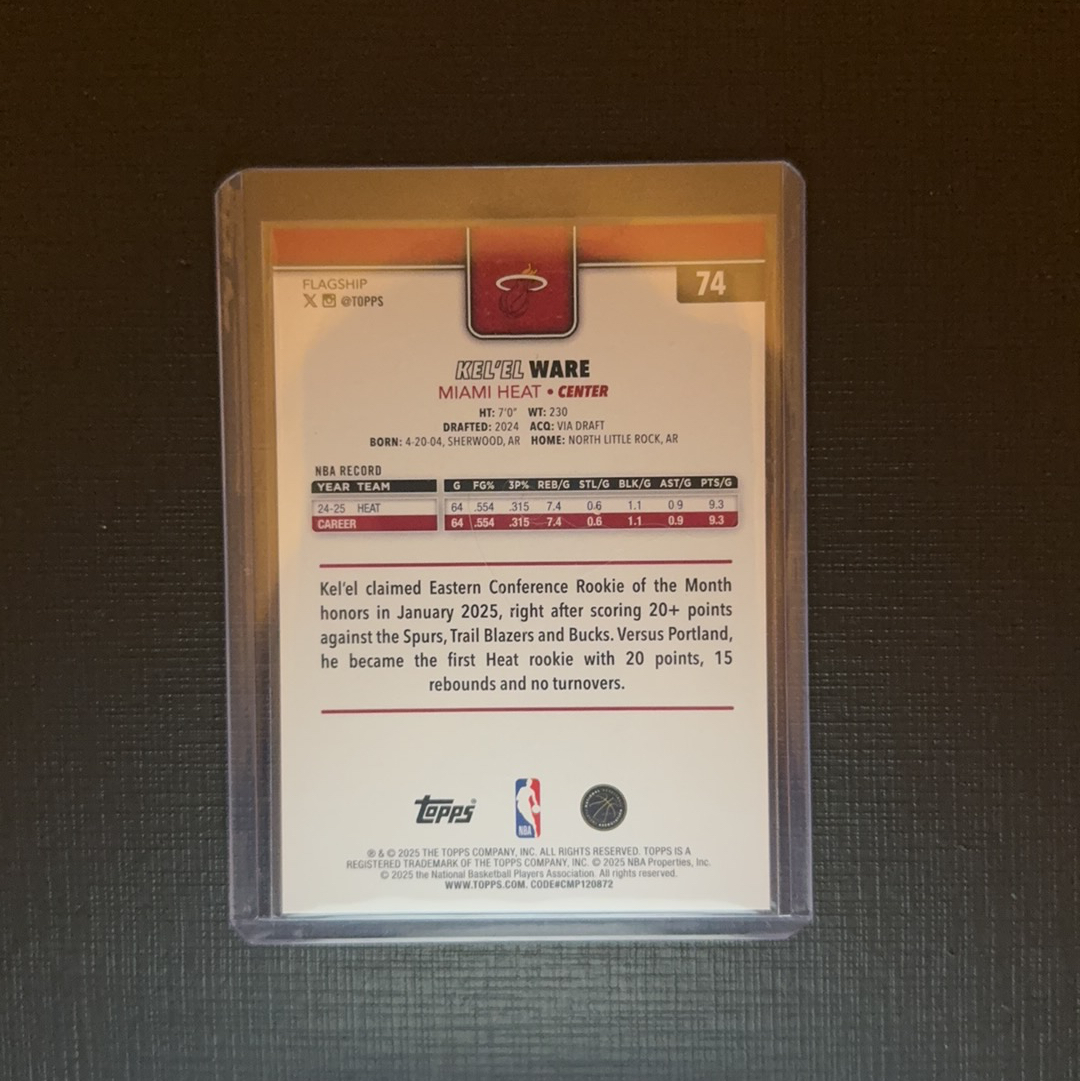 FLAGSHIP
74
@TOPPS
KEL'EL WARE
MIAMI HEAT • CENTER
HT: 7'0" WT: 230
DRAFTED: 2024 ACQ: VIA DRAFT
BORN: 4-20-04, SHERWOOD, AR HOME: NORTH LITTLE ROCK, AR
NBA RECORD
YEAR TEAM G FG% 3P% REB/G STL/G BLK/G AST/G PTS/G
24-25 HEAT 64 .554 .315 7.4 0.6 1.1 0.9 9.3
CAREER 64 .554 .315 7.4 0.6 1.1 0.9 9.3
Kel'el claimed Eastern Conference Rookie of the Month
honors in January 2025, right after scoring 20+ points
against the Spurs, Trail Blazers and Bucks. Versus Portland,
he became the first Heat rookie with 20 points, 15
rebounds and no turnovers.
topps®
NBA
® & © 2025 THE TOPPS COMPANY, INC. ALL RIGHTS RESERVED. TOPPS IS A
REGISTERED TRADEMARK OF THE TOPPS COMPANY, INC. © 2025 NBA Properties, Inc.
© 2025 the National Basketball Players Association. All rights reserved.
WWW.TOPPS.COM. CODE#CMP120872